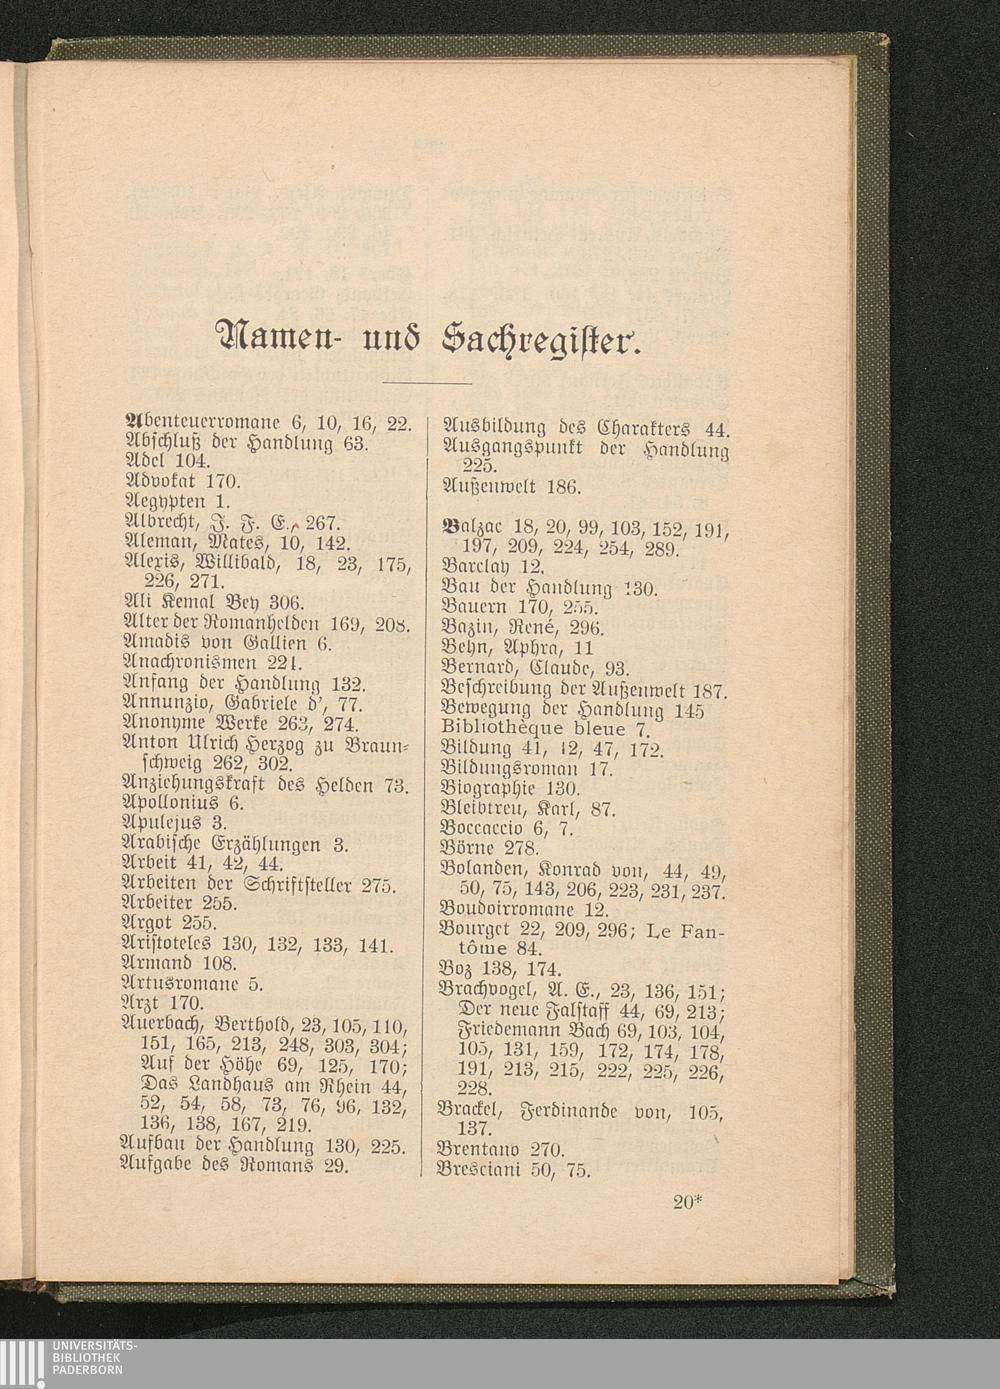 Namen- und Sachregister.
Abenteuerromane 6, 10, 16, 22.
Abschluß der Handlung 63.
Adel 104.
Advokat 170.
Aegypten 1.
Albrecht, J. F. E., 267.
Aleman, Mates, 10, 142.
Alexis, Willibald, 18, 23, 175,
226, 271.
Ali Kemal Bey 306.
Alter der Romanhelden 169, 208.
Amadis von Gallien 6.
Anachronismen 224.
Anfang der Handlung 132.
Annunzio, Gabriele d', 77.
Anonyme Werke 263, 274.
Anton Ulrich Herzog zu Braun-
schweig 262, 302.
Anziehungskraft des Helden 73.
Apollonius 6.
Apulejus 3.
Arabische Erzählungen 3.
Arbeit 41, 42, 44.
Arbeiten der Schriftsteller 275.
Arbeiter 255.
Argot 255.
Aristoteles 130, 132, 133, 141.
Armand 108.
Artusromane 5.
Arzt 170.
Auerbach, Berthold, 23, 105, 110,
151, 165, 213, 248, 303, 304;
Auf der Höhe 69, 125, 170;
Das Landhaus am Rhein 44,
52, 54, 58, 73, 76, 96, 132,
136, 138, 167, 219.
Aufbau der Handlung 130, 225.
Aufgabe des Romans 29.
Ausbildung des Charakters 44.
Ausgangspunkt der Handlung
225.
Außenwelt 186.
Balzac 18, 20, 99, 103, 152, 191,
197, 209, 224, 254, 289.
Barclay 12.
Bau der Handlung 130.
Bauern 170, 255.
Bazin, René, 296.
Behn, Aphra, 11
Bernard, Claude, 93.
Beschreibung der Außenwelt 187.
Bewegung der Handlung 145
Bibliothèque bleue 7.
Bildung 41, 42, 47, 172.
Bildungsroman 17.
Biographie 130.
Bleibtreu, Karl, 87.
Boccaccio 6, 7.
Börne 278.
Bolanden, Konrad von, 44, 49,
50, 75, 143, 206, 223, 231, 237.
Boudoirromane 12.
Bourget 22, 209, 296; Le Fan-
tôme 84.
Boz 138, 174.
Brachvogel, A. E., 23, 136, 151;
Der neue Falstaff 44, 69, 213;
Friedemann Bach 69, 103, 104,
105, 131, 159, 172, 174, 178,
191, 213, 215, 222, 225, 226,
228.
Brackel, Ferdinande von, 105,
137.
Brentano 270.
Bresciani 50, 75.
20*
UNIVERSITÄTS-
BIBLIOTHEK
PADERBORN